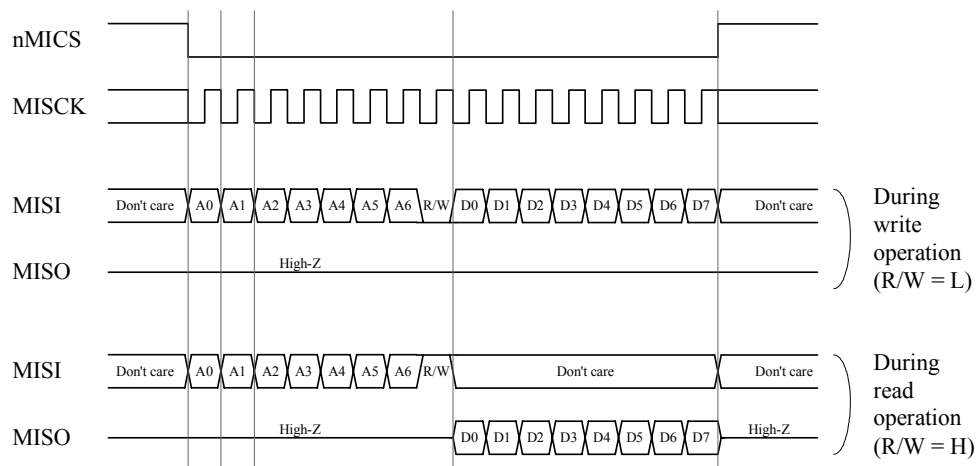 nMICS
MISCK
MISI Don't care A0 A1 A2 A3 A4 A5 A6 R/W D0 D1 D2 D3 D4 D5 D6 D7 Don't care
MISO High-Z
During
write
operation
(R/W = L)
MISI Don't care A0 A1 A2 A3 A4 A5 A6 R/W Don't care Don't care
MISO High-Z D0 D1 D2 D3 D4 D5 D6 D7 High-Z
During
read
operation
(R/W = H)